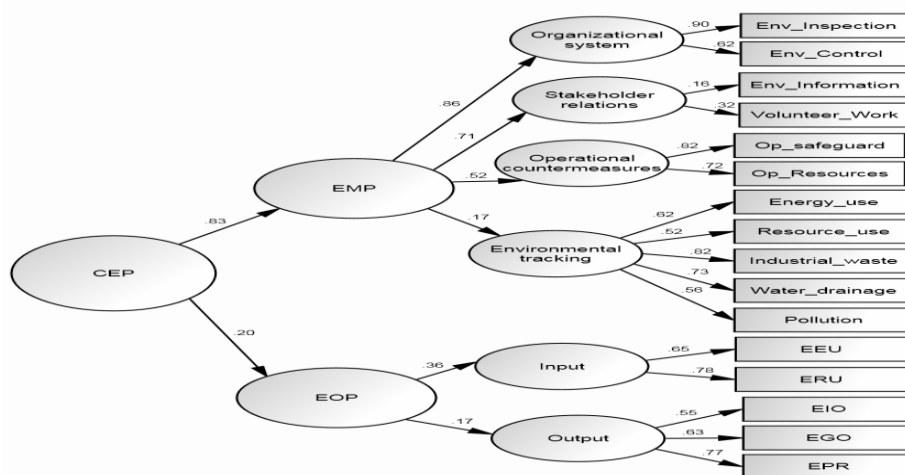 .90
Env_Inspection
Organizational
system
.62
Env_Control
.86
.16
Env_Information
Stakeholder
relations
.32
Volunteer_Work
.71
.82
Op_safeguard
Operational
countermeasures
.72
Op_Resources
.52
EMP
.62
Energy_use
.17
.52
Resource_use
.83
Environmental
tracking
.82
Industrial_waste
CEP
.73
Water_drainage
.56
Pollution
.20
.65
EEU
.36
Input
.78
ERU
EOP
.55
EIO
.17
Output
.63
EGO
.77
EPR